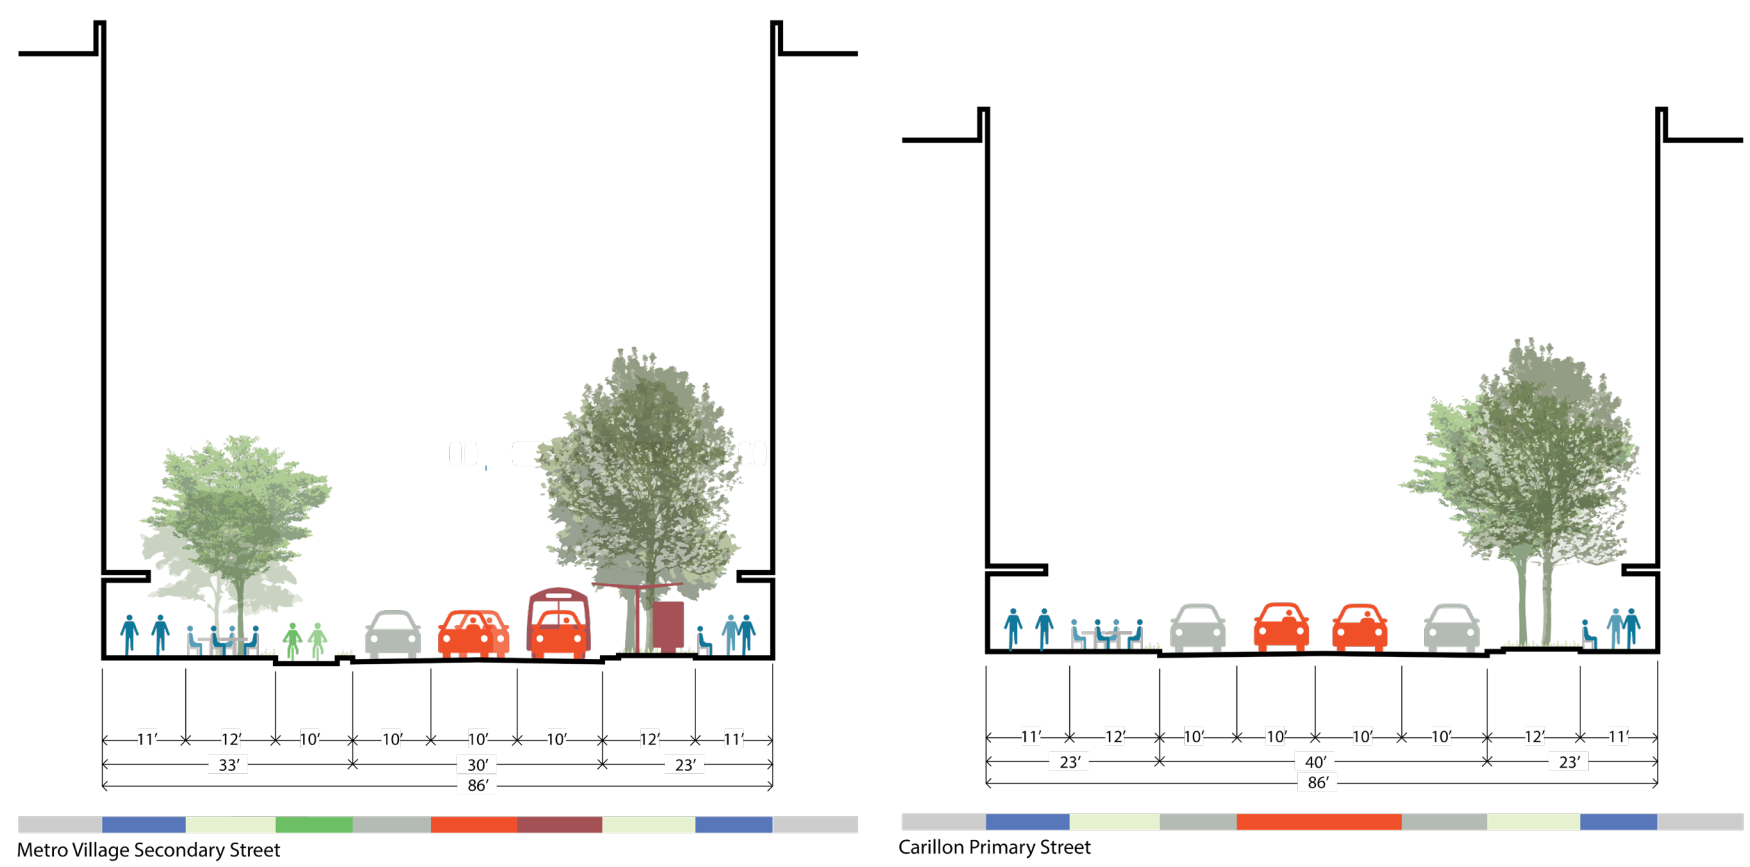 11’ 12’ 10’ 10’ 10’ 10’ 12’ 11’
33’ 30’ 23’
86’
Metro Village Secondary Street
11’ 12’ 10’ 10’ 10’ 10’ 12’ 11’
23’ 40’ 23’
86’
Carillon Primary Street